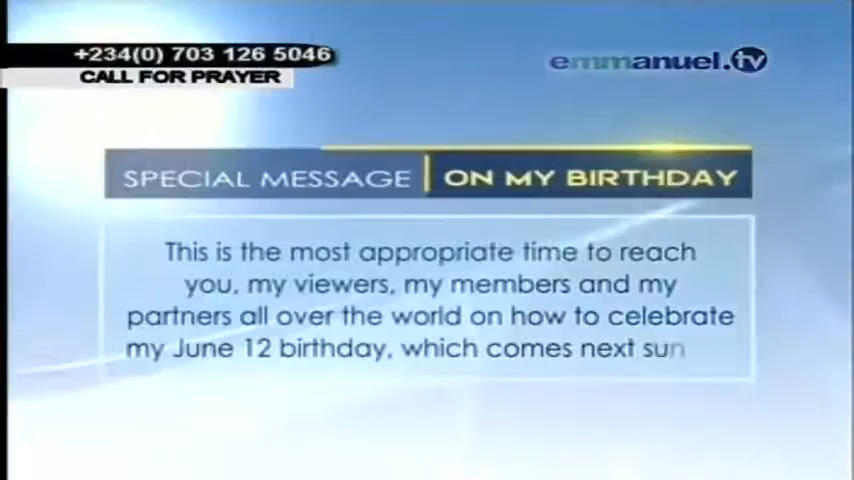 +234(0) 703 126 5046
CALL FOR PRAYER
emmanuel.tv
SPECIAL MESSAGE ON MY BIRTHDAY
This is the most appropriate time to reach
you, my viewers, my members and my
partners all over the world on how to celebrate
my June 12 birthday, which comes next sun